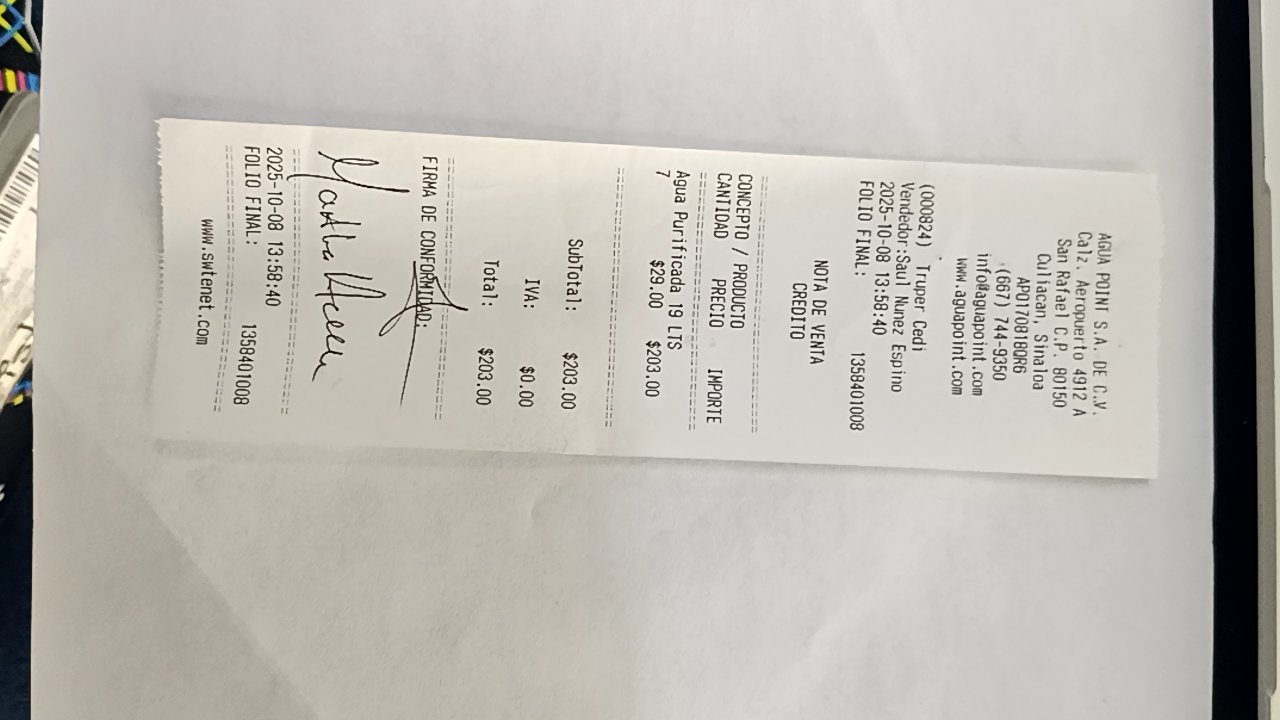 AGUA POINT S.A. DE C.V.
Calz. Aeropuerto 4912 A
San Rafael C.P. 80150
Culiacan, Sinaloa
APO170818QR6
(667) 744-9350
info@aguapoint.com
www.aguapoint.com
(000824) Truper Cedi
Vendedor:Saul Nunez Espino
2025-10-08 13:58:40
FOLIO FINAL: 1358401008
NOTA DE VENTA
CREDITO
CONCEPTO / PRODUCTO
CANTIDAD PRECIO IMPORTE
Agua Purificada 19 LTS
7 $29.00 $203.00
SubTotal: $203.00
IVA: $0.00
Total: $203.00
FIRMA DE CONFORMIDAD:
2025-10-08 13:58:40
FOLIO FINAL: 1358401008
www.swtenet.com